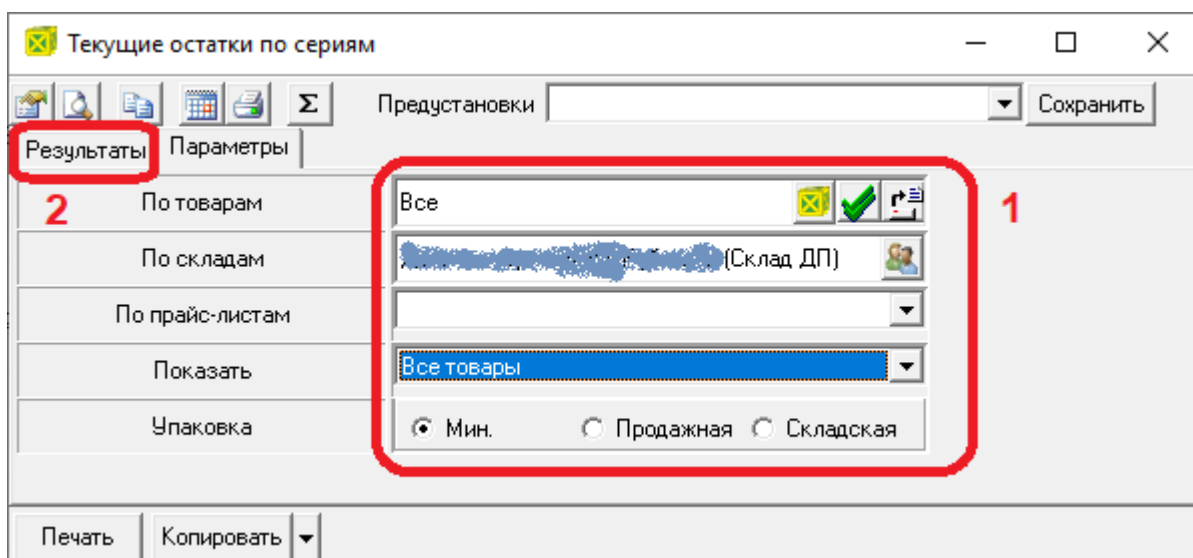 Текущие остатки по сериям
Σ Предустановки Сохранить
Результаты Параметры
2 По товарам Все 1
По складам (Склад ДП)
По прайс-листам
Показать Все товары
Упаковка Мин. Продажная Складская
Печать Копировать